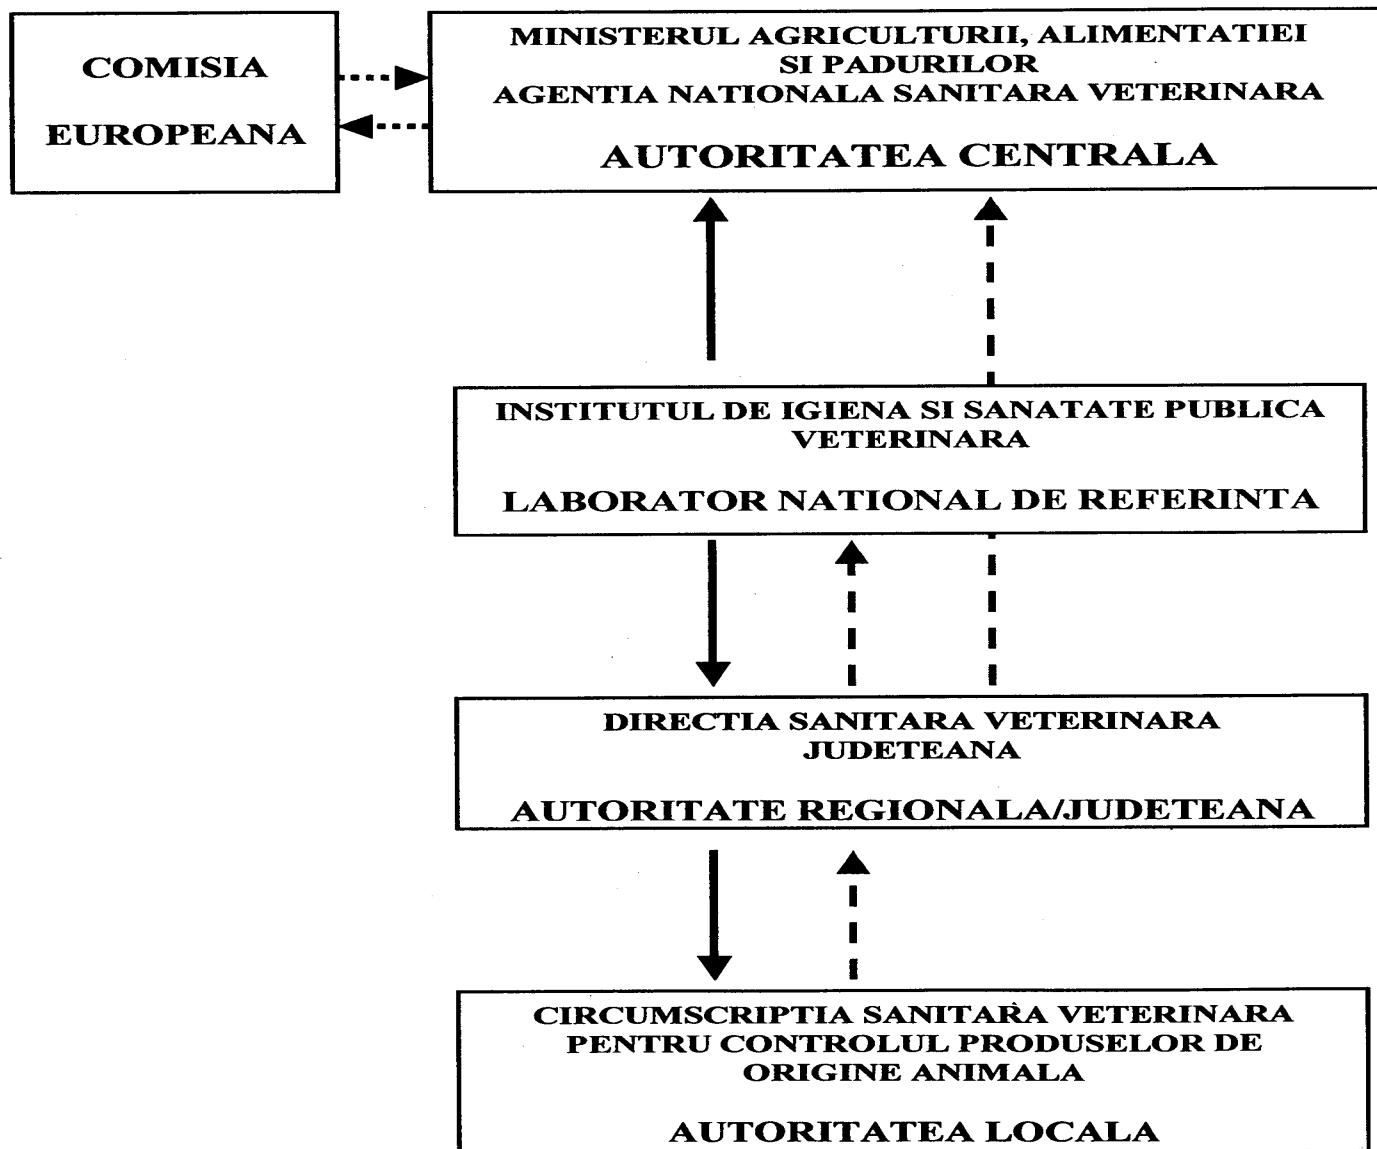 COMISIA
EUROPEANA
MINISTERUL AGRICULTURII, ALIMENTATIEI
SI PADURILOR
AGENTIA NATIONALA SANITARA VETERINARA
AUTORITATEA CENTRALA
INSTITUTUL DE IGIENA SI SANATATE PUBLICA
VETERINARA
LABORATOR NATIONAL DE REFERINTA
DIRECTIA SANITARA VETERINARA
JUDETEANA
AUTORITATE REGIONALA/JUDETEANA
CIRCUMSCRIPTIA SANITARA VETERINARA
PENTRU CONTROLUL PRODUSELOR DE
ORIGINE ANIMALA
AUTORITATEA LOCALA